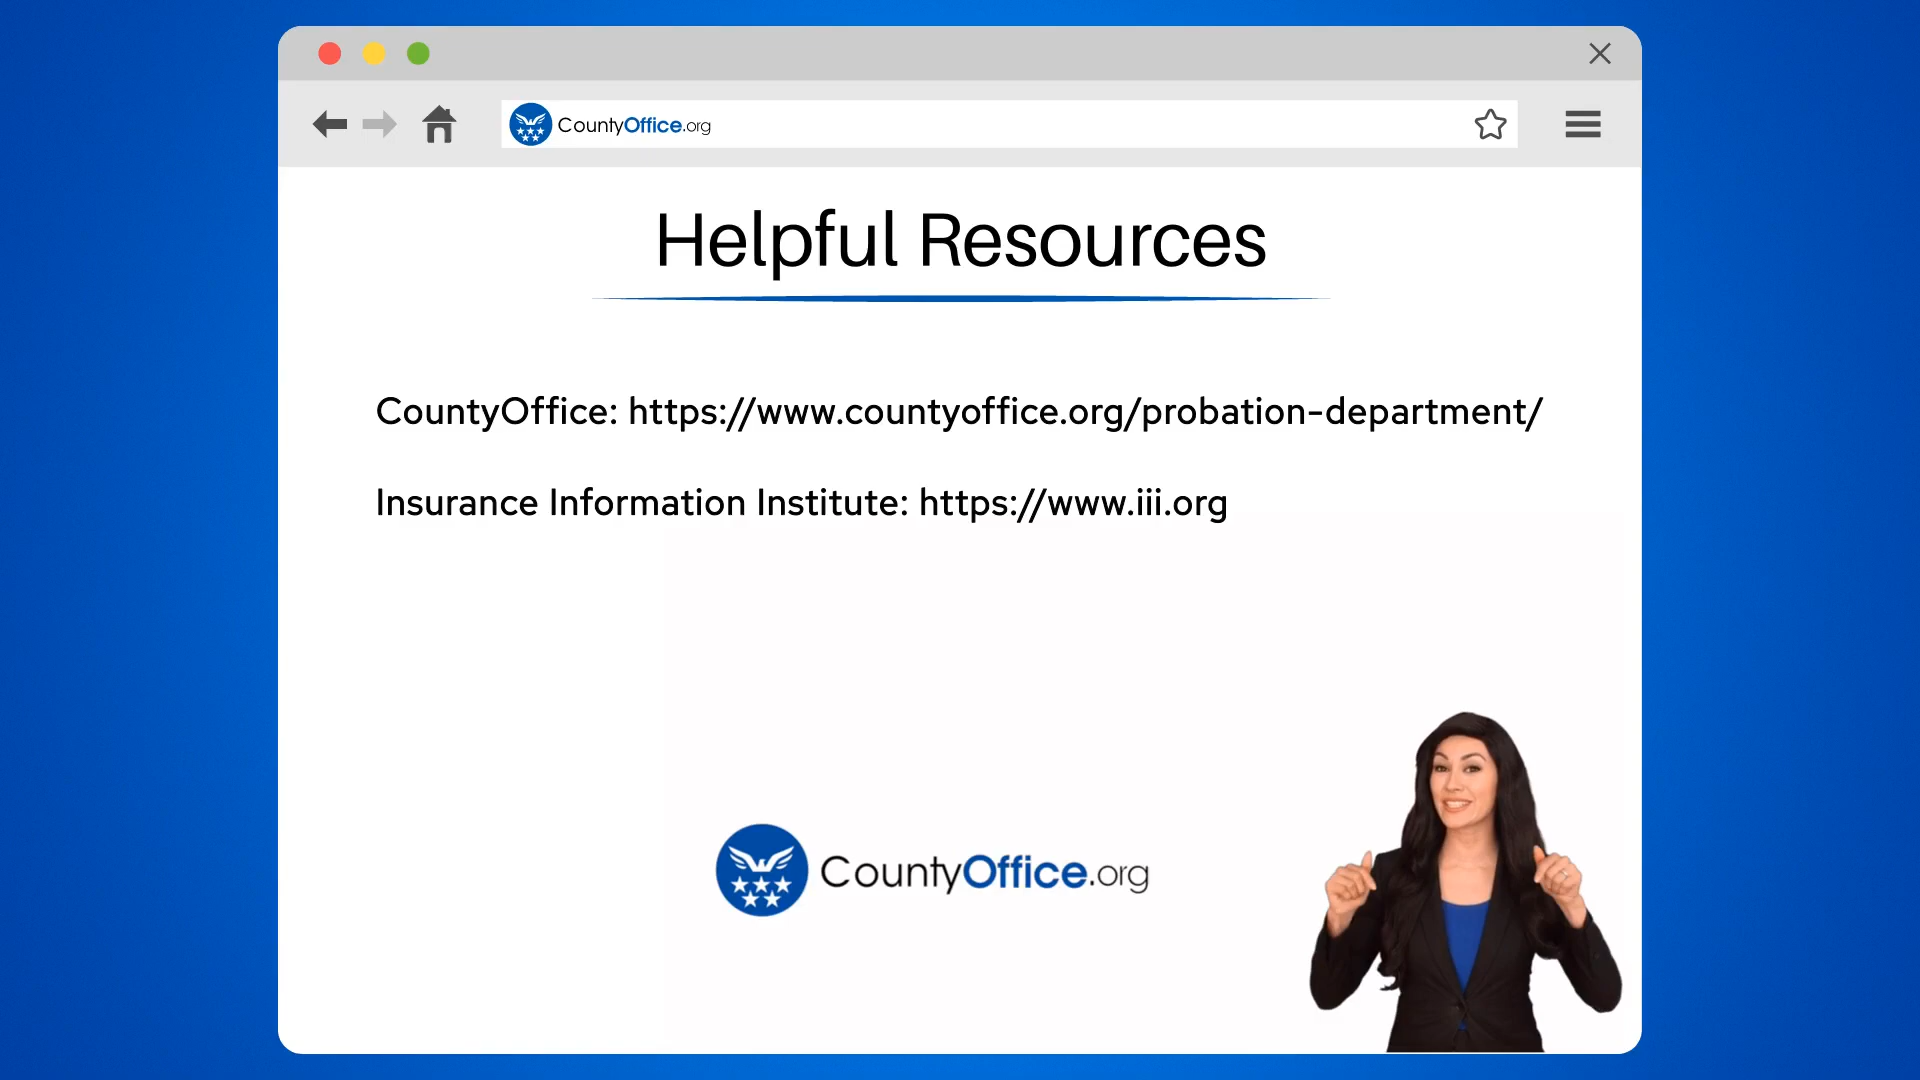 CountyOffice.org
Helpful Resources
CountyOffice: https://www.countyoffice.org/probation-department/
Insurance Information Institute: https://www.iii.org
CountyOffice.org